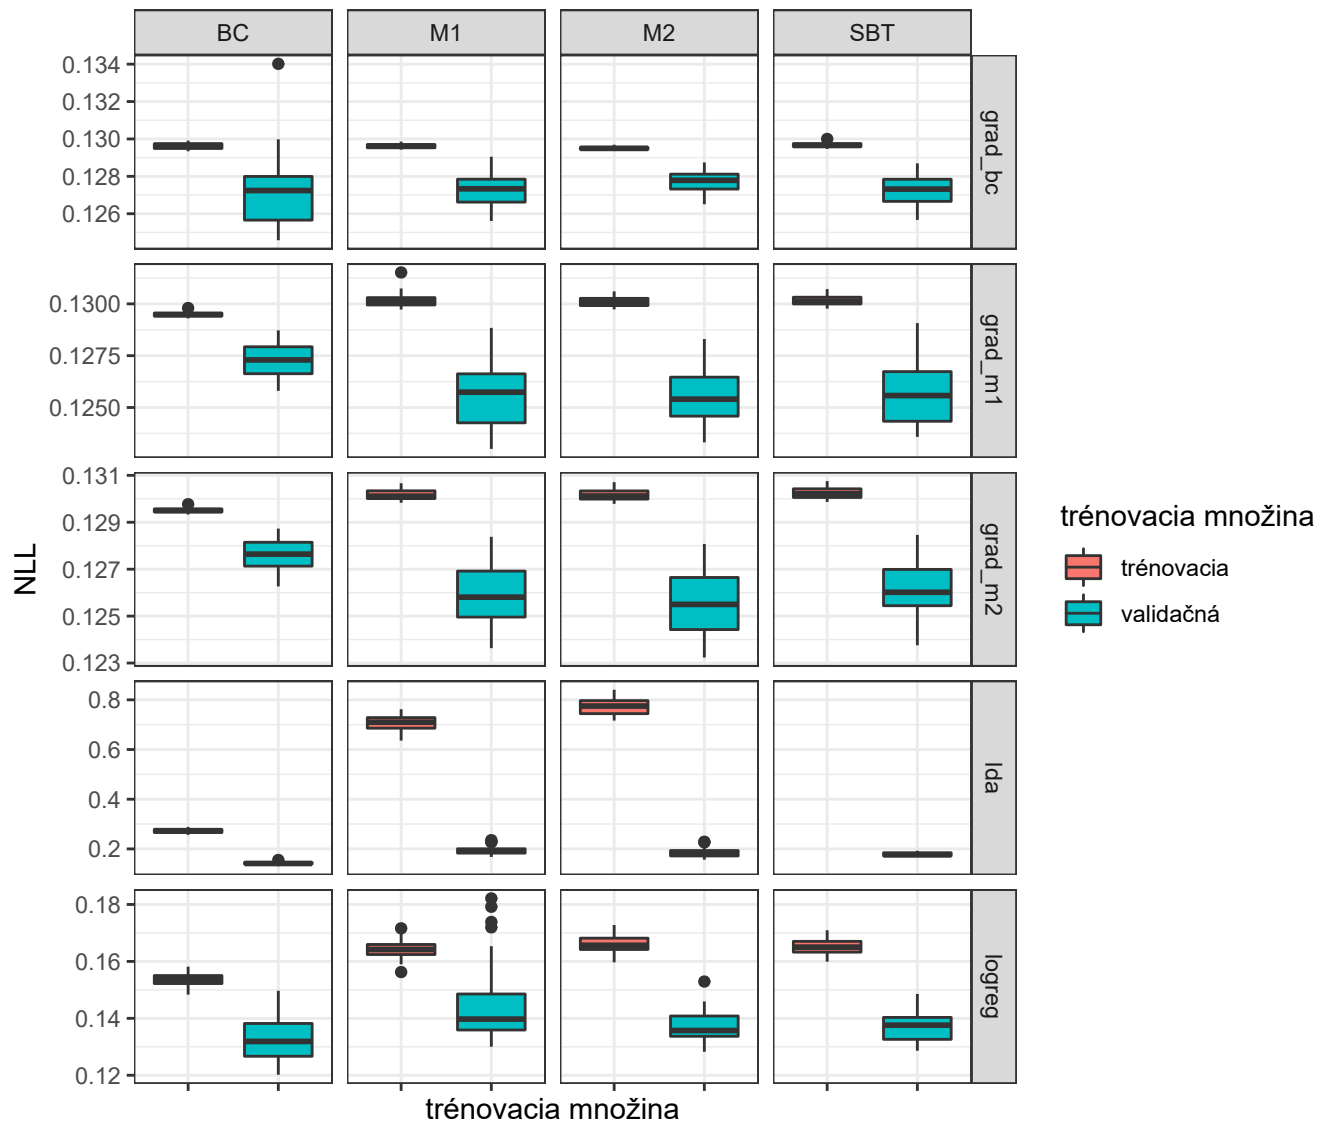 BC M1 M2 SBT
0.134
0.132
0.130
0.128
0.126
grad_bc
0.1300
0.1275
0.1250
grad_m1
0.131
0.129
0.127
0.125
0.123
grad_m2
0.8
0.6
0.4
0.2
lda
0.18
0.16
0.14
0.12
logreg
NLL
trénovacia množina
trénovacia množina
trénovacia
validačná